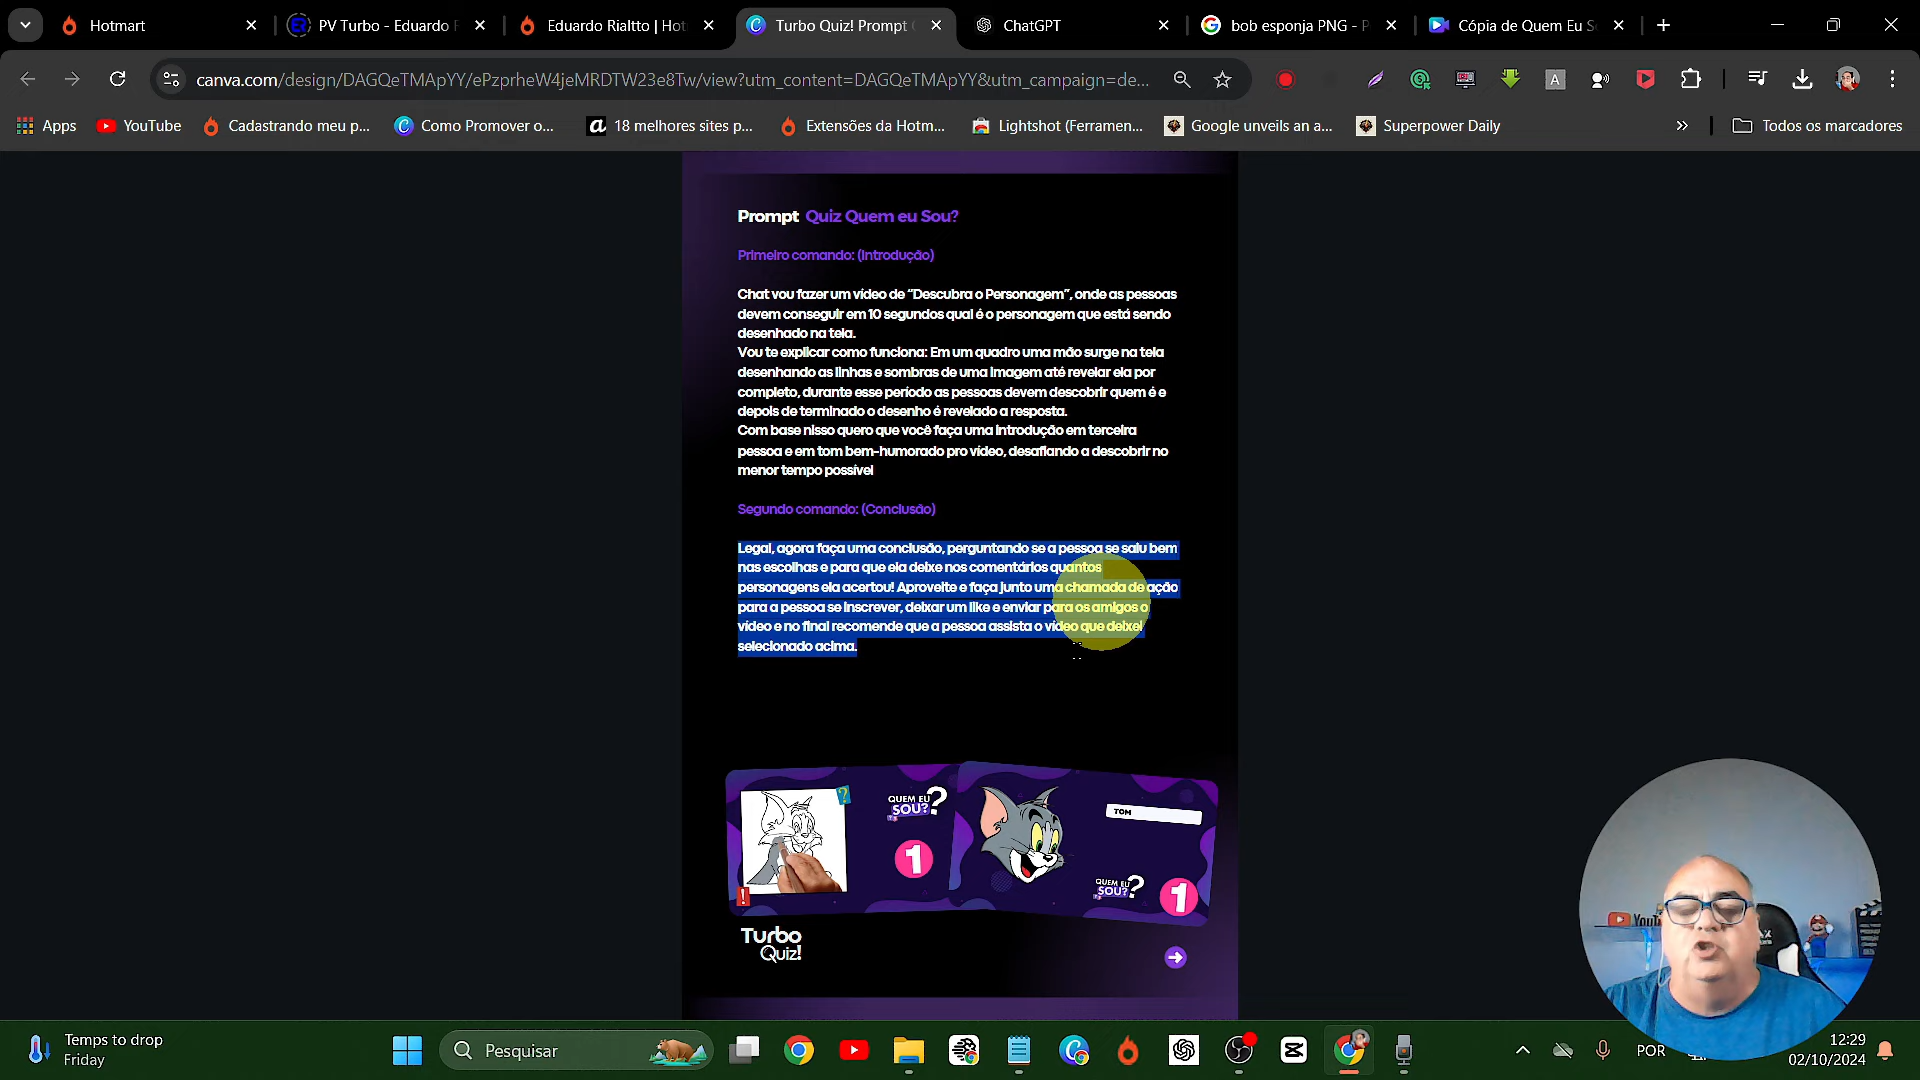 Hotmart
PV Turbo - Eduardo F
Eduardo Rialtto | Hot
Turbo Quiz! Prompt
ChatGPT
bob esponja PNG - P
Cópia de Quem Eu S
canva.com/design/DAGQeTMApYY/ePzprheW4jeMRDTW23e8Tw/view?utm_content=DAGQeTMApYY&utm_campaign=de...
Apps
YouTube
Cadastrando meu p...
Como Promover o...
18 melhores sites p...
Extensões da Hotm...
Lightshot (Ferramen...
Google unveils an a...
Superpower Daily
»
Todos os marcadores
Prompt Quiz Quem eu Sou?
Primeiro comando: (Introdução)
Chat vou fazer um vídeo de “Descubra o Personagem”, onde as pessoas
devem conseguir em 10 segundos qual é o personagem que está sendo
desenhado na tela.
Vou te explicar como funciona: Em um quadro uma mão surge na tela
desenhando as linhas e sombras de uma imagem até revelar ela por
completo, durante esse período as pessoas devem descobrir quem é e
depois de terminado o desenho é revelado a resposta.
Com base nisso quero que você faça uma introdução em terceira
pessoa e em tom bem-humorado pro vídeo, desafiando a descobrir no
menor tempo possível
Segundo comando: (Conclusão)
Legal, agora faça uma conclusão, perguntando se a pessoa se saiu bem
nas escolhas e para que ela deixe nos comentários quantos
personagens ela acertou! Aproveite e faça junto uma chamada de ação
para a pessoa se inscrever, deixar um like e enviar para os amigos o
vídeo e no final recomende que a pessoa assista o vídeo que deixei
selecionado acima.
?
QUEM EU
SOU?
1
!
TOM
QUEM EU
SOU?
1
Turbo
Quiz!
Temps to drop
Friday
Pesquisar
POR
12:29
02/10/2024